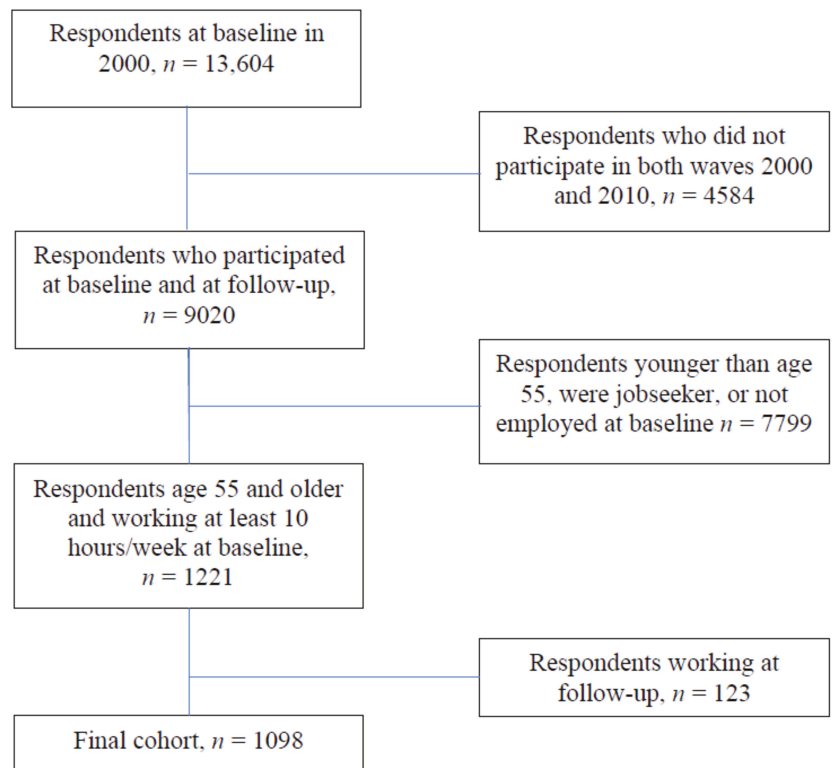 Respondents at baseline in
2000, n = 13,604
Respondents who did not
participate in both waves 2000
and 2010, n = 4584
Respondents who participated
at baseline and at follow-up,
n = 9020
Respondents younger than age
55, were jobseeker, or not
employed at baseline n = 7799
Respondents age 55 and older
and working at least 10
hours/week at baseline,
n = 1221
Respondents working at
follow-up, n = 123
Final cohort, n = 1098